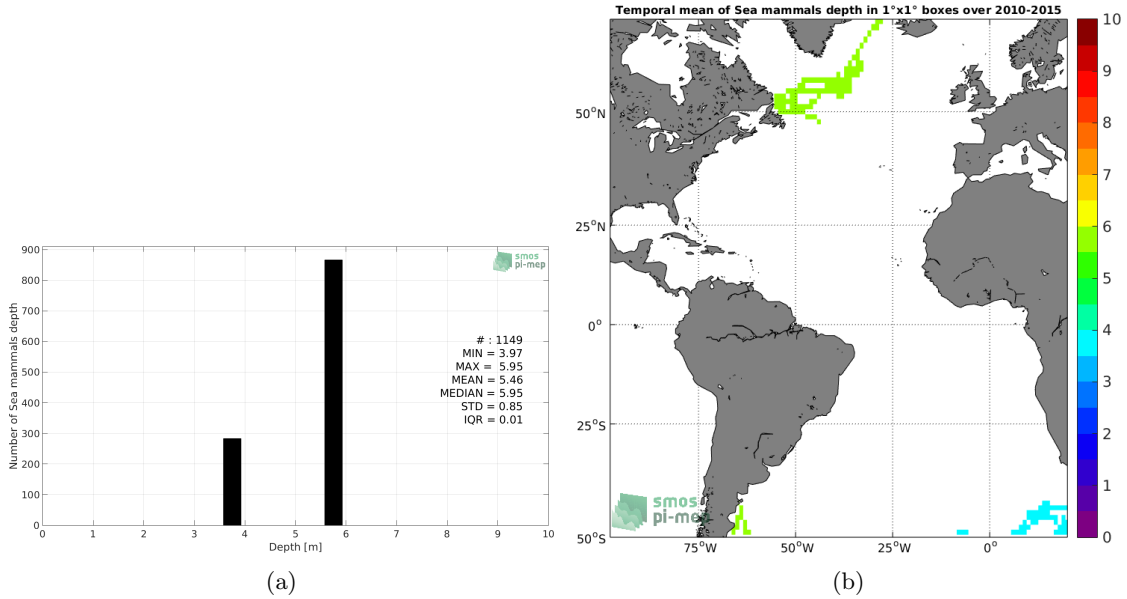 900
800
700
600
500
400
300
200
100
0
Number of Sea mammals depth
0 1 2 3 4 5 6 7 8 9 10
Depth [m]
smos
pi-mep
# : 1149
MIN = 3.97
MAX = 5.95
MEAN = 5.46
MEDIAN = 5.95
STD = 0.85
IQR = 0.01
(a)
Temporal mean of Sea mammals depth in 1°x1° boxes over 2010-2015
50°N
25°N
0°
25°S
50°S
75°W 50°W 25°W 0°
smos
pi-mep
10
9
8
7
6
5
4
3
2
1
0
(b)